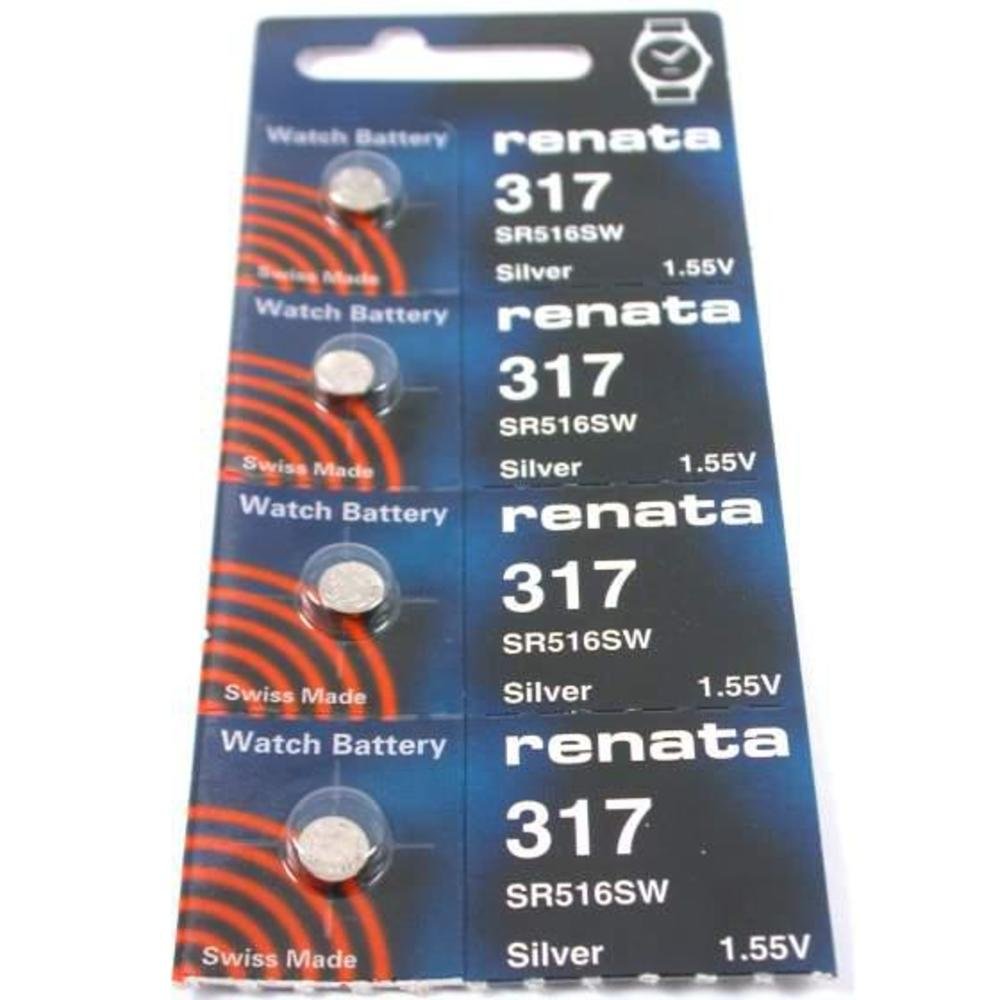 Watch Battery
renata
317
SR516SW
Swiss Made
Silver 1.55V
Watch Battery
renata
317
SR516SW
Swiss Made
Silver 1.55V
Watch Battery
renata
317
SR516SW
Swiss Made
Silver 1.55V
Watch Battery
renata
317
SR516SW
Swiss Made
Silver 1.55V